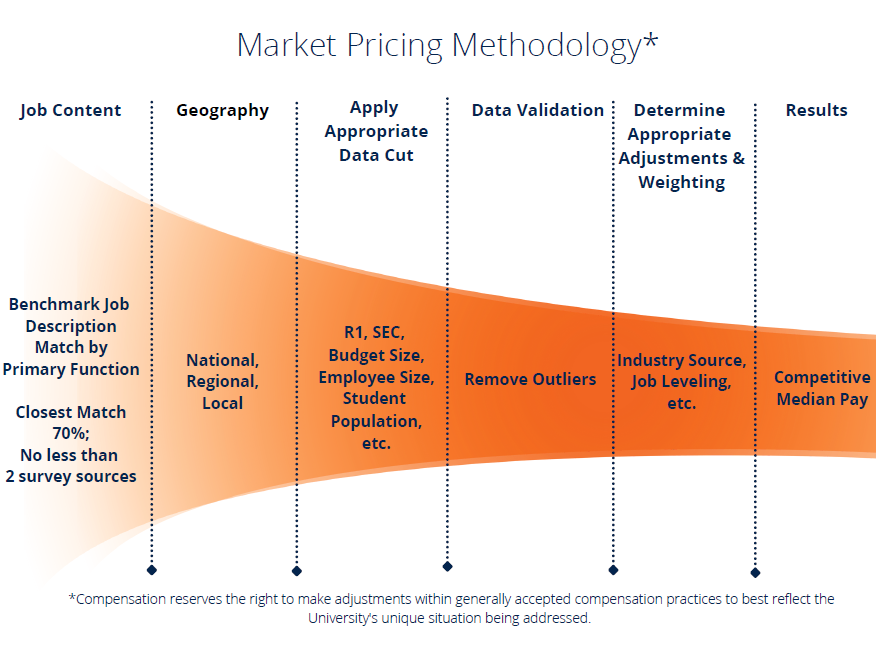 Market Pricing Methodology*
Job Content
Geography
Apply
Appropriate
Data Cut
Data Validation
Determine
Appropriate
Adjustments &
Weighting
Results
Benchmark Job
Description
Match by
Primary Function
Closest Match
70%;
No less than
2 survey sources
National,
Regional,
Local
R1, SEC,
Budget Size,
Employee Size,
Student
Population,
etc.
Remove Outliers
Industry Source,
Job Leveling,
etc.
Competitive
Median Pay
*Compensation reserves the right to make adjustments within generally accepted compensation practices to best reflect the
University's unique situation being addressed.